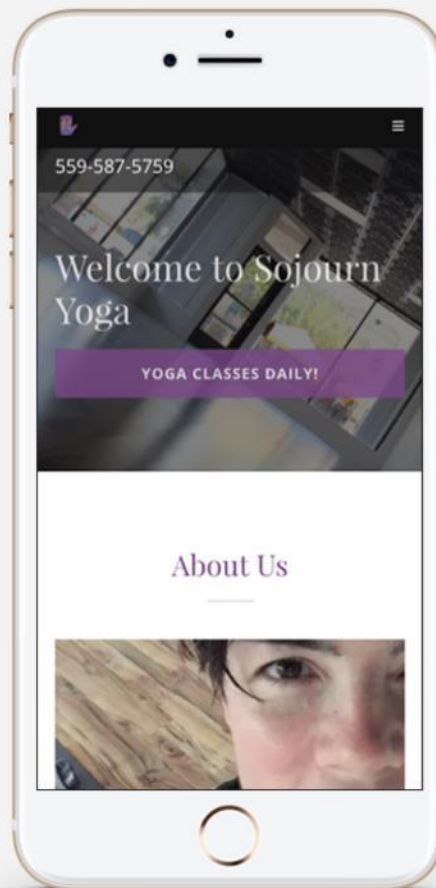 559-587-5759
Welcome to Sojourn
Yoga
YOGA CLASSES DAILY!
About Us